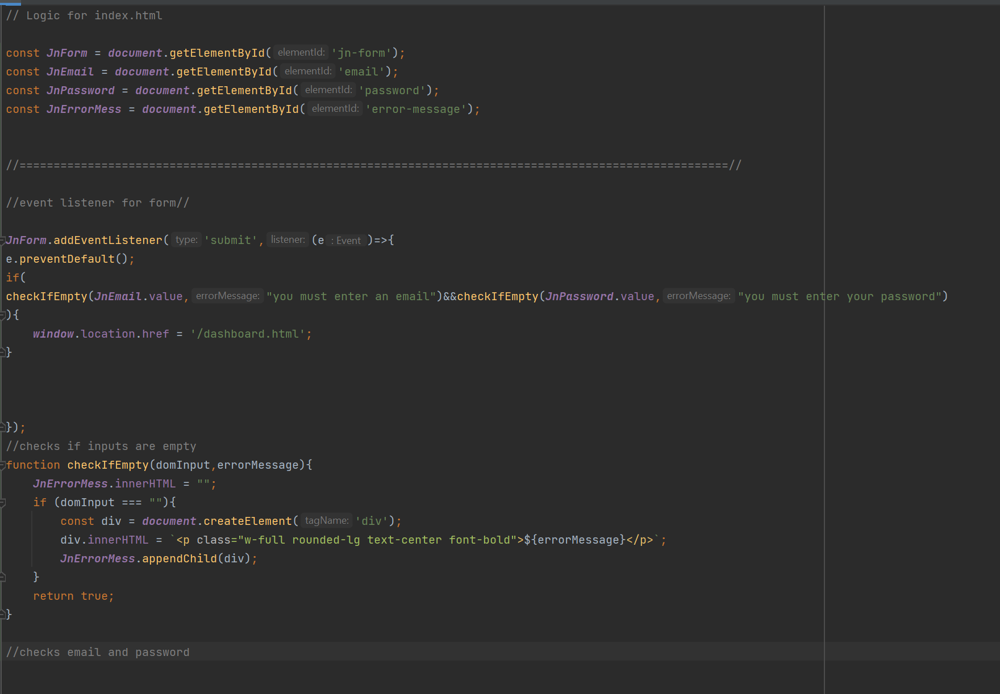 // Logic for index.html
const JnForm = document.getElementById( elementId: 'jn-form');
const JnEmail = document.getElementById( elementId: 'email');
const JnPassword = document.getElementById( elementId: 'password');
const JnErrorMess = document.getElementById( elementId: 'error-message');
//========================================================================================================//
//event listener for form//
JnForm.addEventListener( type: 'submit', listener: (e : Event )=>{
e.preventDefault();
if(
checkIfEmpty(JnEmail.value, errorMessage: "you must enter an email")&&checkIfEmpty(JnPassword.value, errorMessage: "you must enter your password")
){
    window.location.href = '/dashboard.html';
}
});
//checks if inputs are empty
function checkIfEmpty(domInput,errorMessage){
    JnErrorMess.innerHTML = "";
    if (domInput === ""){
        const div = document.createElement( tagName: 'div');
        div.innerHTML = `<p class="w-full rounded-lg text-center font-bold">${errorMessage}</p>`;
        JnErrorMess.appendChild(div);
    }
    return true;
}
//checks email and password